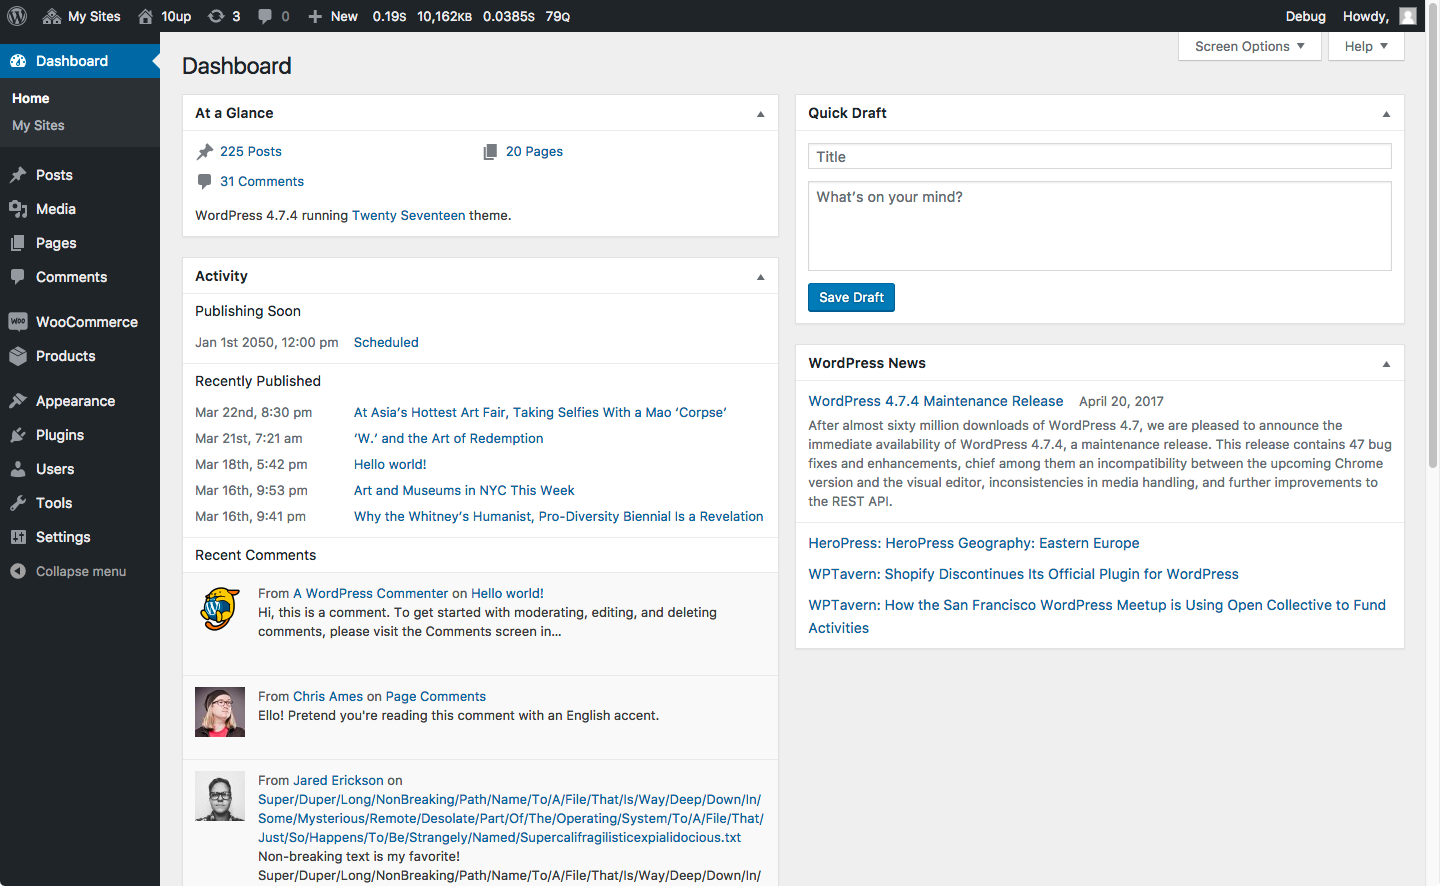 My Sites 10up 3 0 New 0.19S 10,162KB 0.0385S 79Q Debug Howdy,
Dashboard
Home
My Sites
Posts
Media
Pages
Comments
WooCommerce
Products
Appearance
Plugins
Users
Tools
Settings
Collapse menu
Screen Options Help
Dashboard
At a Glance
225 Posts 20 Pages
31 Comments
WordPress 4.7.4 running Twenty Seventeen theme.
Activity
Publishing Soon
Jan 1st 2050, 12:00 pm Scheduled
Recently Published
Mar 22nd, 8:30 pm At Asia’s Hottest Art Fair, Taking Selfies With a Mao ‘Corpse’
Mar 21st, 7:21 am ‘W.’ and the Art of Redemption
Mar 18th, 5:42 pm Hello world!
Mar 16th, 9:53 pm Art and Museums in NYC This Week
Mar 16th, 9:41 pm Why the Whitney’s Humanist, Pro-Diversity Biennial Is a Revelation
Recent Comments
From A WordPress Commenter on Hello world!
Hi, this is a comment. To get started with moderating, editing, and deleting
comments, please visit the Comments screen in…
From Chris Ames on Page Comments
Ello! Pretend you're reading this comment with an English accent.
From Jared Erickson on
Super/Duper/Long/NonBreaking/Path/Name/To/A/File/That/Is/Way/Deep/Down/In/
Some/Mysterious/Remote/Desolate/Part/Of/The/Operating/System/To/A/File/That/
Just/So/Happens/To/Be/Strangely/Named/Supercalifragilisticexpialidocious.txt
Non-breaking text is my favorite!
Super/Duper/Long/NonBreaking/Path/Name/To/A/File/That/Is/Way/Deep/Down/In/
Quick Draft
Title
What’s on your mind?
Save Draft
WordPress News
WordPress 4.7.4 Maintenance Release April 20, 2017
After almost sixty million downloads of WordPress 4.7, we are pleased to announce the
immediate availability of WordPress 4.7.4, a maintenance release. This release contains 47 bug
fixes and enhancements, chief among them an incompatibility between the upcoming Chrome
version and the visual editor, inconsistencies in media handling, and further improvements to
the REST API.
HeroPress: HeroPress Geography: Eastern Europe
WPTavern: Shopify Discontinues Its Official Plugin for WordPress
WPTavern: How the San Francisco WordPress Meetup is Using Open Collective to Fund
Activities